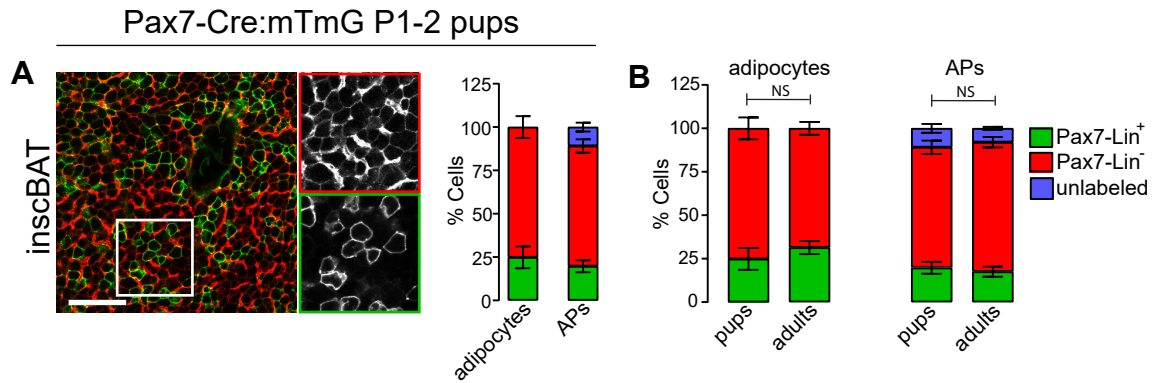 Pax7-Cre:mTmG P1-2 pups
A
inscBAT
% Cells
125
100
75
50
25
0
adipocytes
APs
B
% Cells
125
100
75
50
25
0
adipocytes
NS
pups
adults
APs
NS
pups
adults
Pax7-Lin+
Pax7-Lin-
unlabeled